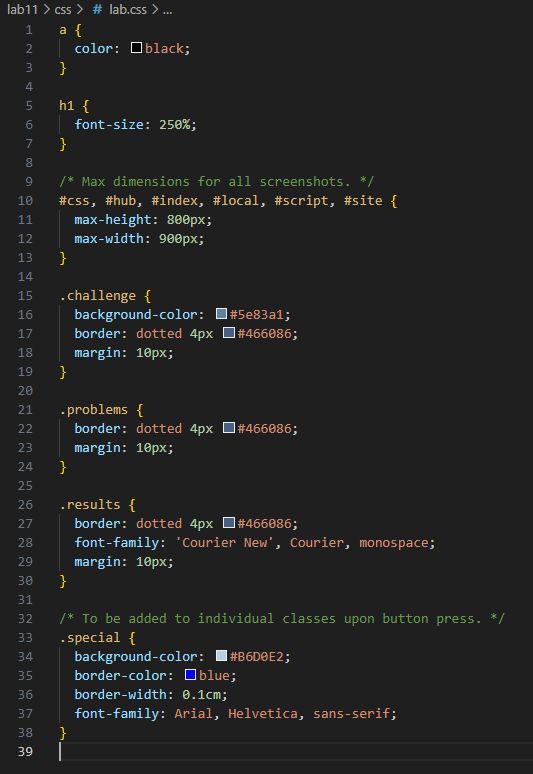 lab11 > css > # lab.css > ...
1 a {
2 color: black;
3 }
4
5 h1 {
6 font-size: 250%;
7 }
8
9 /* Max dimensions for all screenshots. */
10 #css, #hub, #index, #local, #script, #site {
11 max-height: 800px;
12 max-width: 900px;
13 }
14
15 .challenge {
16 background-color: #5e83a1;
17 border: dotted 4px #466086;
18 margin: 10px;
19 }
20
21 .problems {
22 border: dotted 4px #466086;
23 margin: 10px;
24 }
25
26 .results {
27 border: dotted 4px #466086;
28 font-family: 'Courier New', Courier, monospace;
29 margin: 10px;
30 }
31
32 /* To be added to individual classes upon button press. */
33 .special {
34 background-color: #B6D0E2;
35 border-color: blue;
36 border-width: 0.1cm;
37 font-family: Arial, Helvetica, sans-serif;
38 }
39